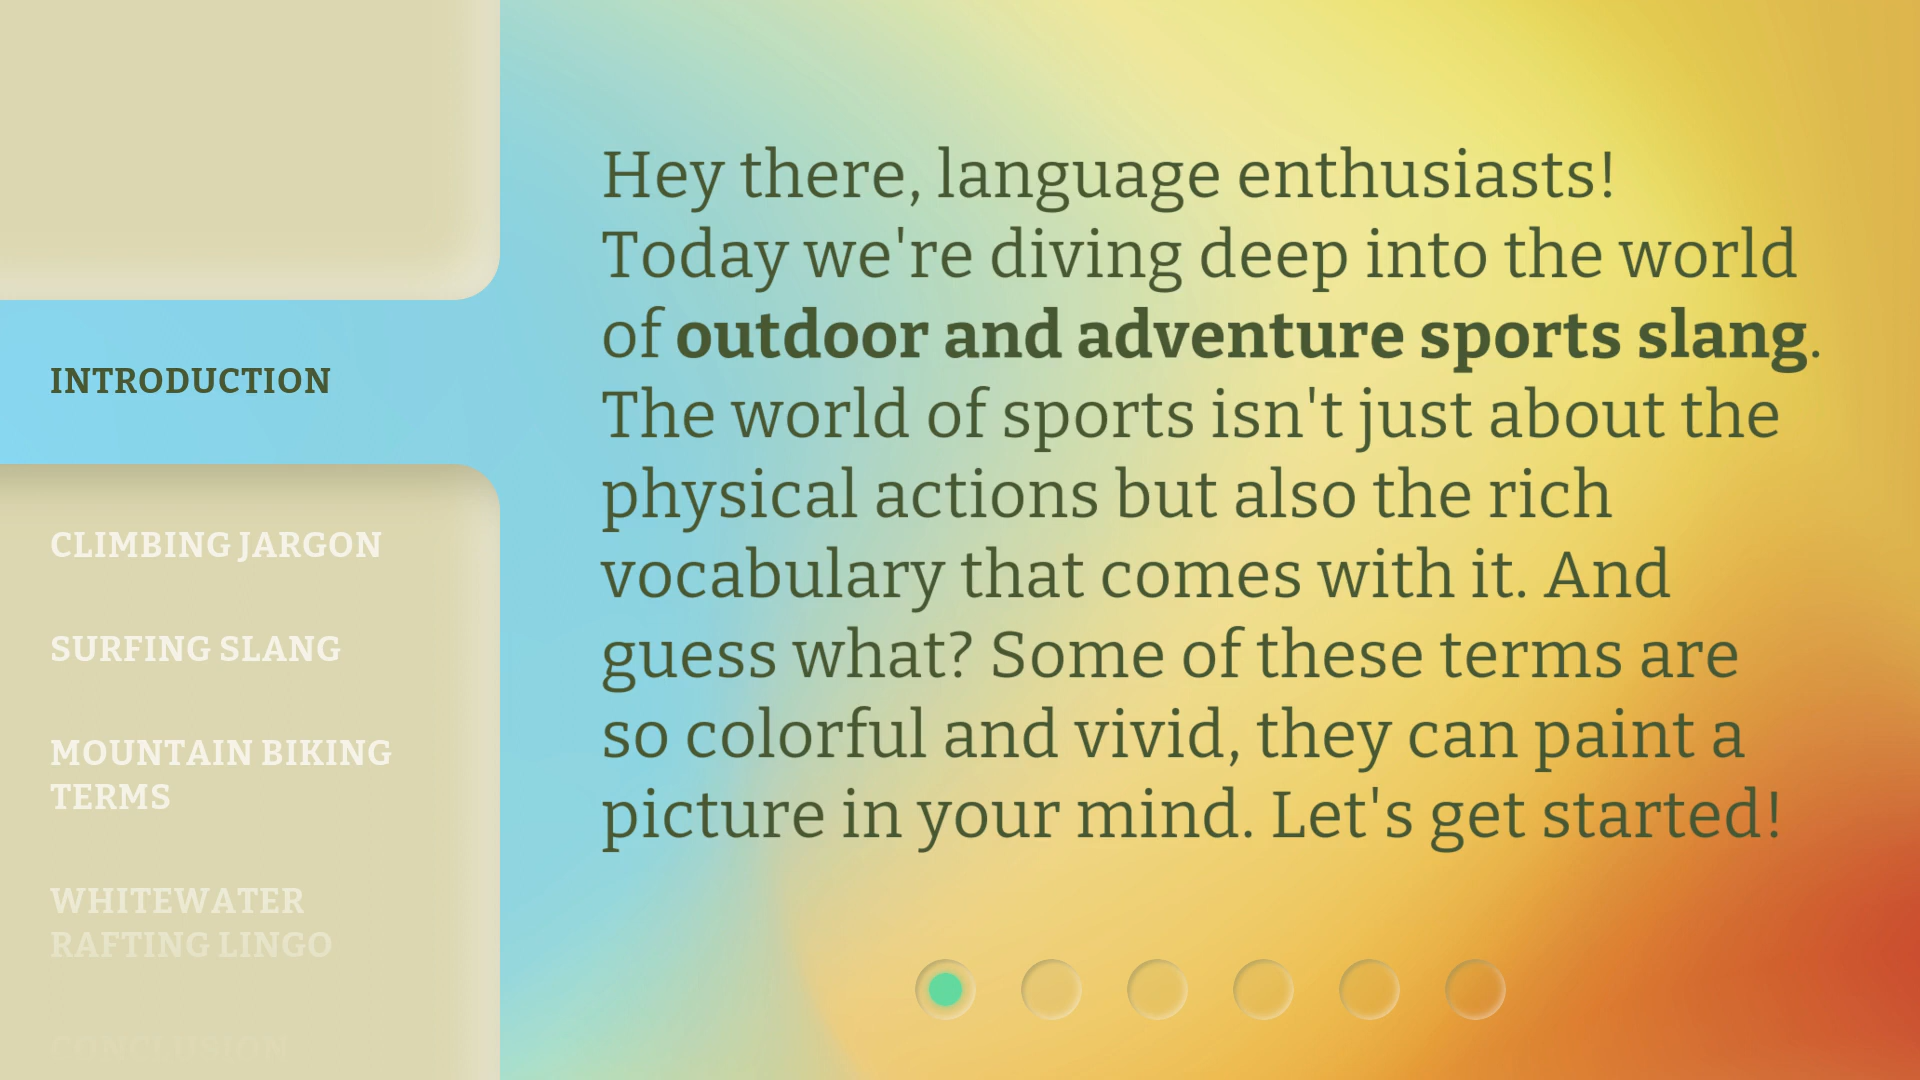 INTRODUCTION
CLIMBING JARGON
SURFING SLANG
MOUNTAIN BIKING
TERMS
WHITEWATER
RAFTING LINGO
CONCLUSION
Hey there, language enthusiasts!
Today we're diving deep into the world
of outdoor and adventure sports slang.
The world of sports isn't just about the
physical actions but also the rich
vocabulary that comes with it. And
guess what? Some of these terms are
so colorful and vivid, they can paint a
picture in your mind. Let's get started!